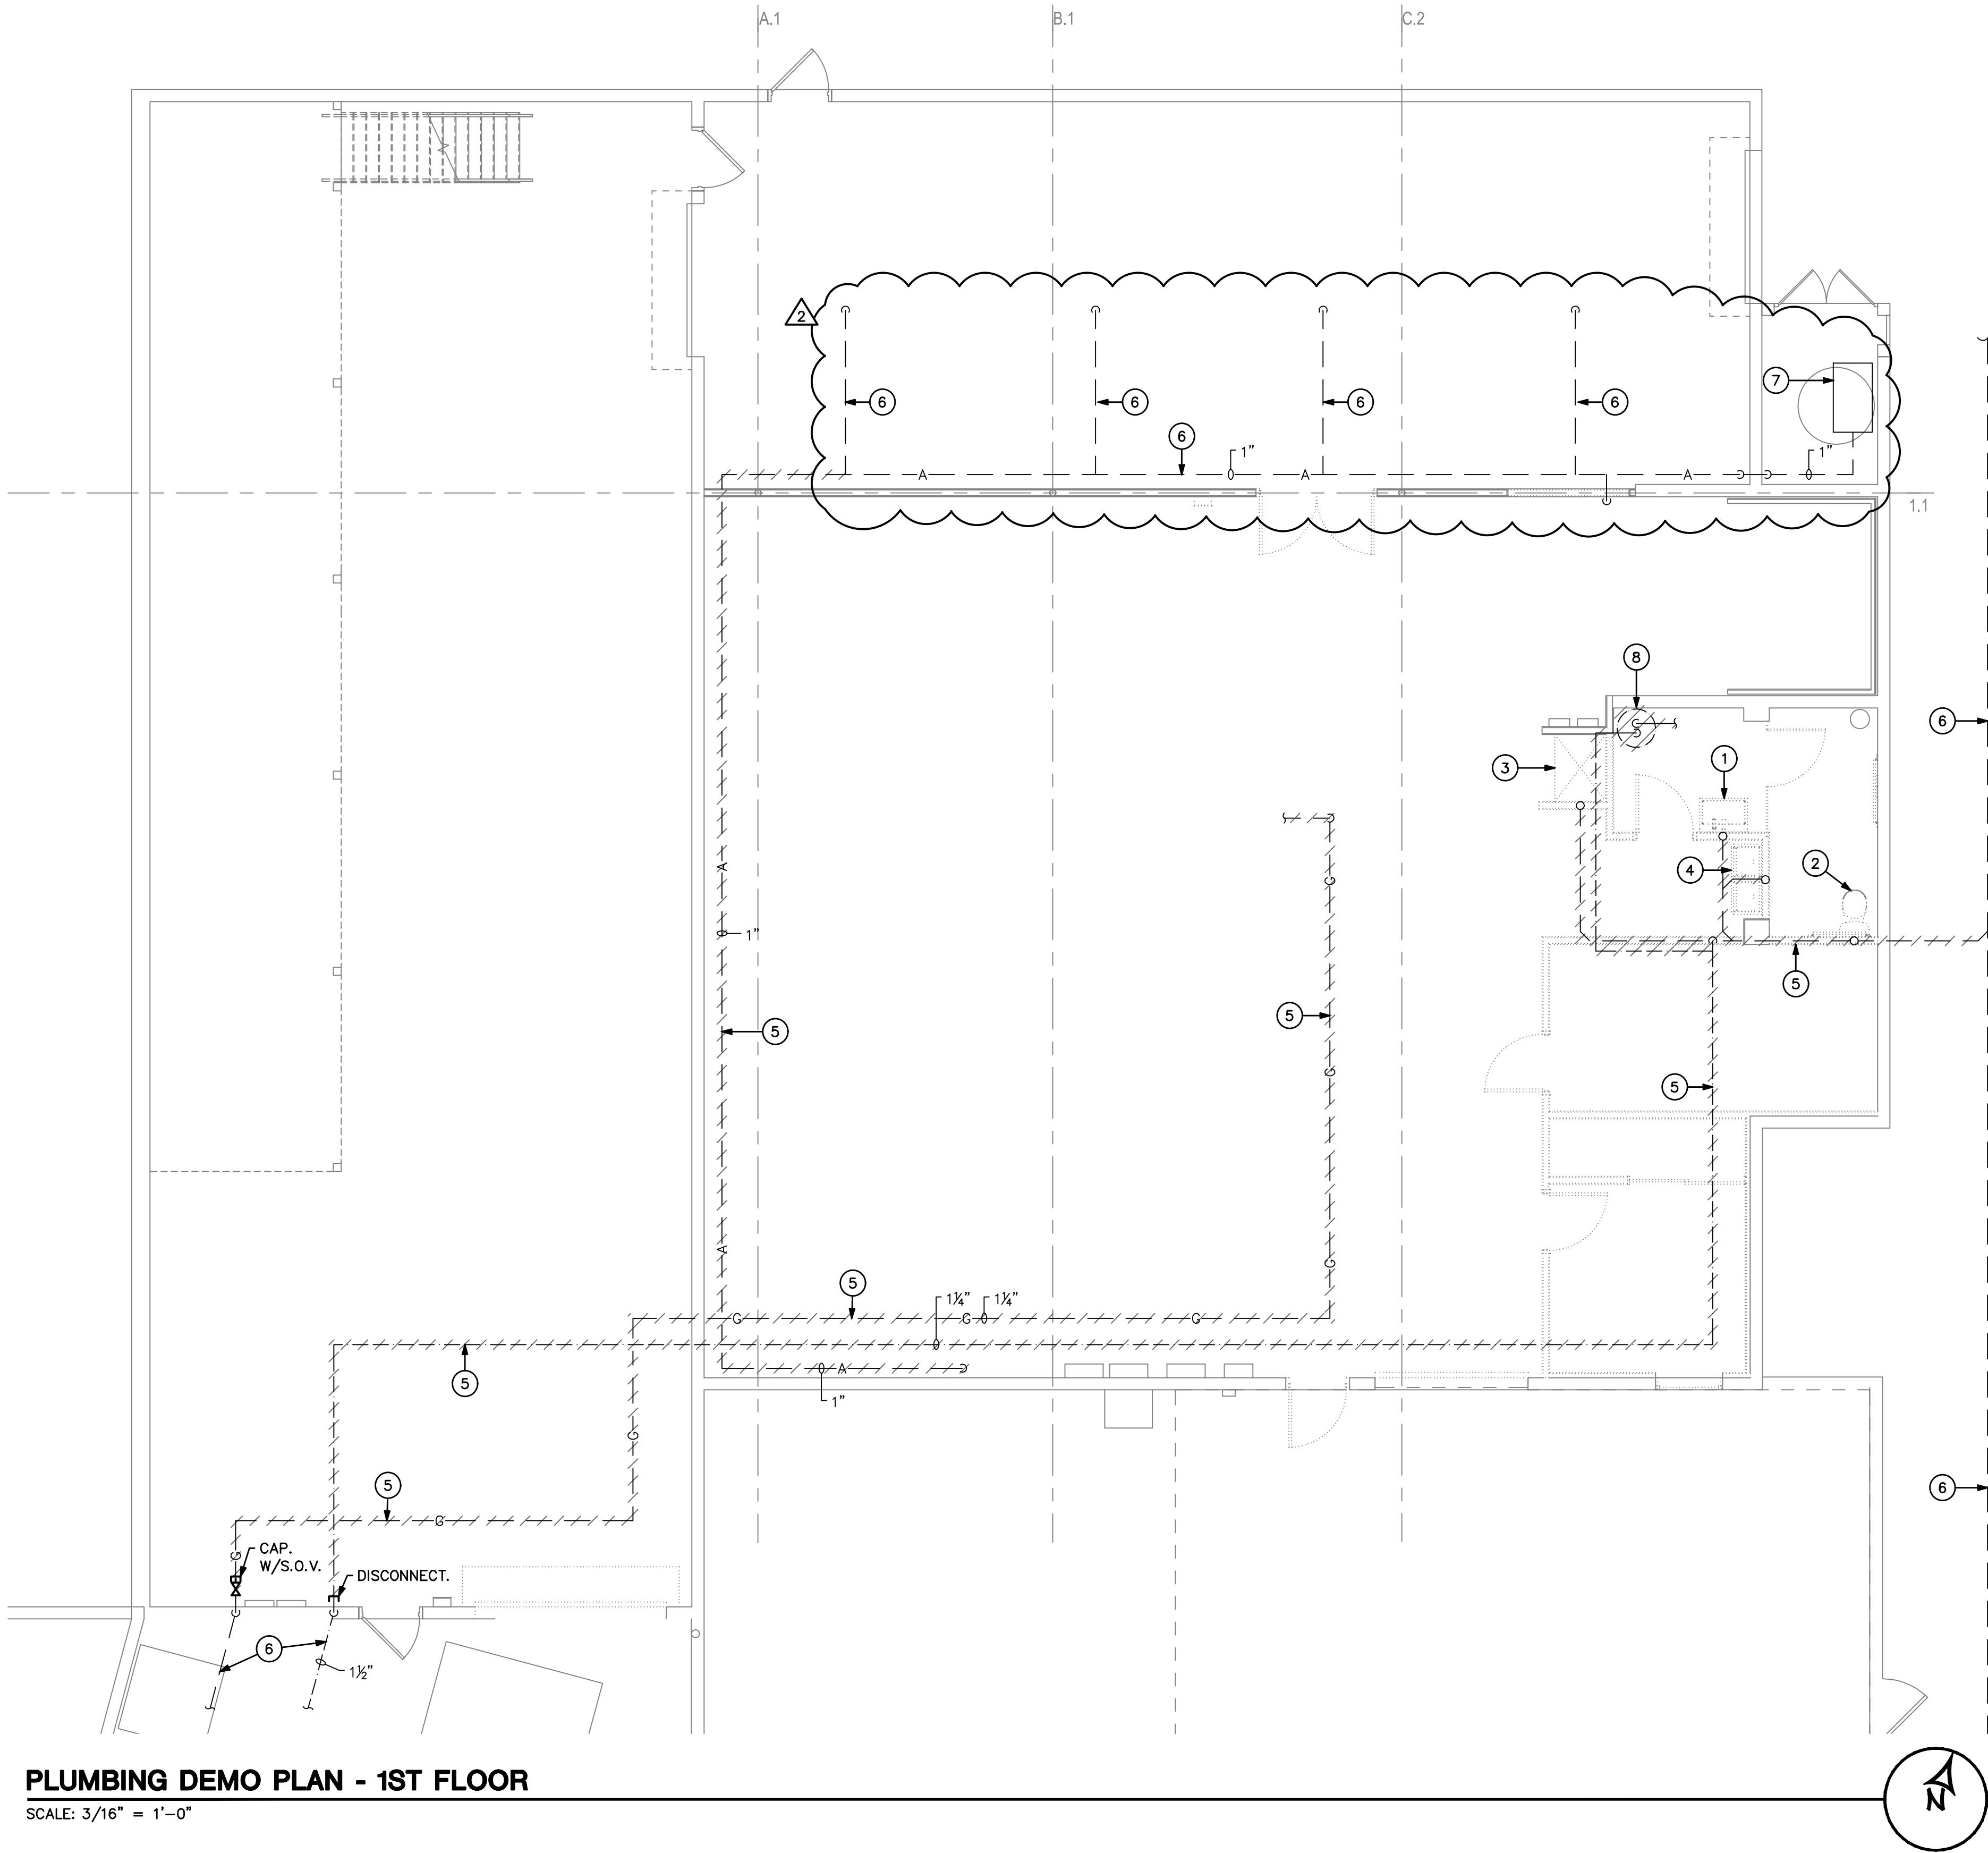 A.1
B.1
C.2
2
7
6
6
6
6
6
1"
1"
A
A
A
1.1
8
6
3
1
A
G
4
2
1"
5
5
5
G
5
A
G
5
1¼"
1¼"
G
G
G
5
A
1"
G
5
G
6
G
CAP.
W/S.O.V.
DISCONNECT.
6
1½"
PLUMBING DEMO PLAN - 1ST FLOOR
SCALE: 3/16" = 1'-0"
N